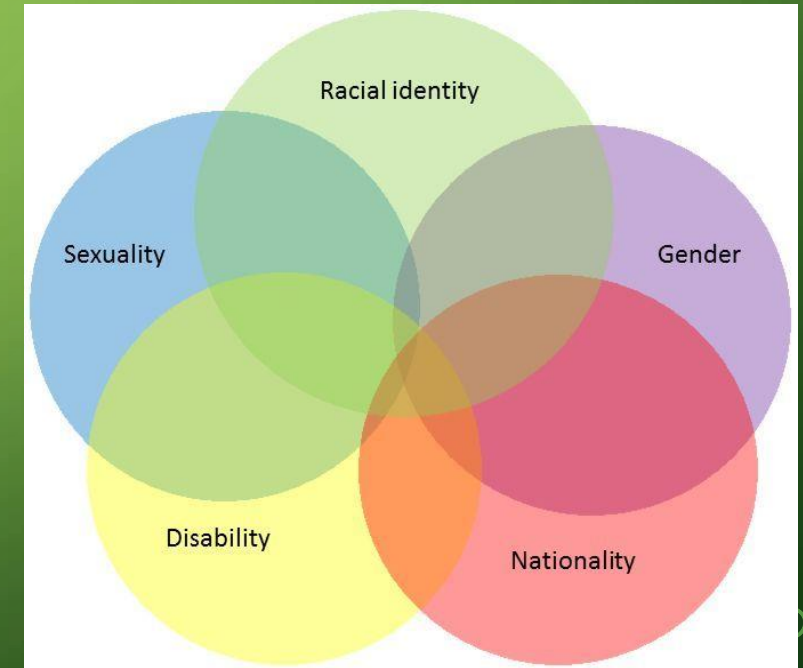 Racial identity
Sexuality
Gender
Disability
Nationality